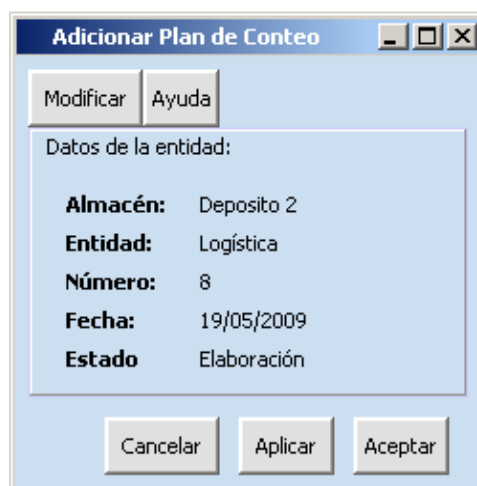 Adicionar Plan de Conteo
Modificar Ayuda
Datos de la entidad:
Almacén: Deposito 2
Entidad: Logística
Número: 8
Fecha: 19/05/2009
Estado Elaboración
Cancelar Aplicar Aceptar